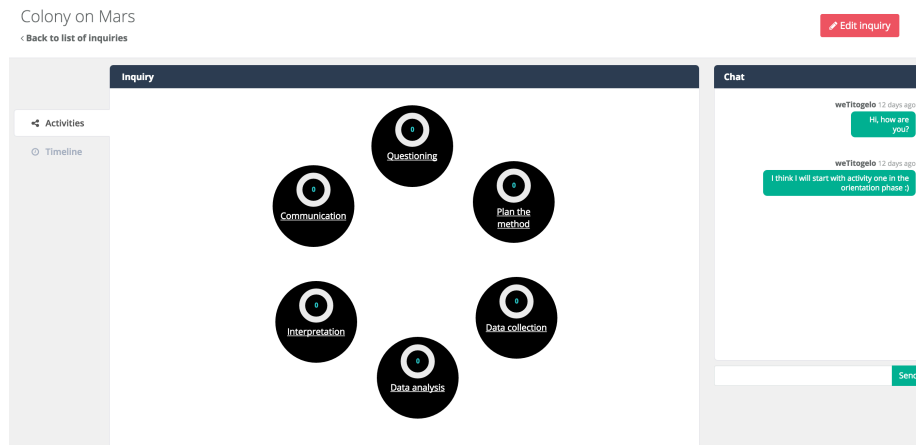 Colony on Mars
‹ Back to list of inquiries
Edit inquiry
Activities
Timeline
Inquiry
0
Questioning
0
Plan the
method
0
Data collection
0
Data analysis
0
Interpretation
0
Communication
Chat
weTitogelo 12 days ago
Hi, how are
you?
weTitogelo 12 days ago
I think I will start with activity one in the
orientation phase :)
Send